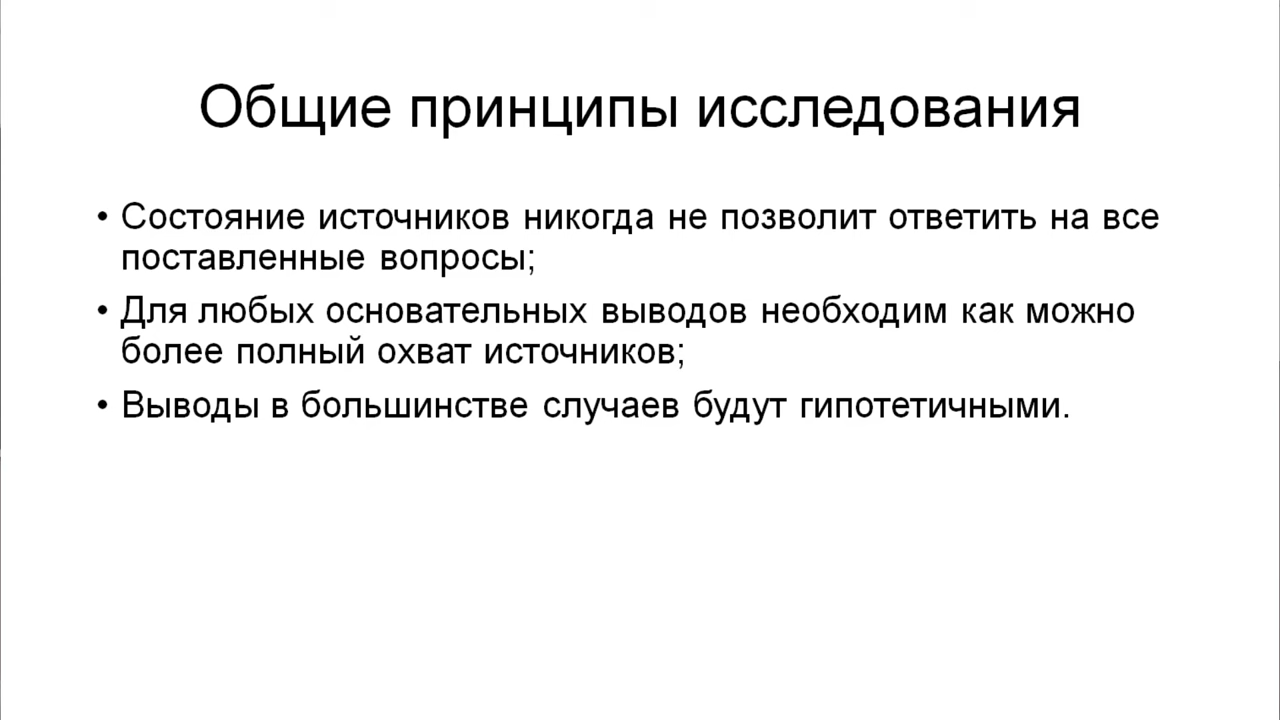 Общие принципы исследования
• Состояние источников никогда не позволит ответить на все
поставленные вопросы;
• Для любых основательных выводов необходим как можно
более полный охват источников;
• Выводы в большинстве случаев будут гипотетичными.